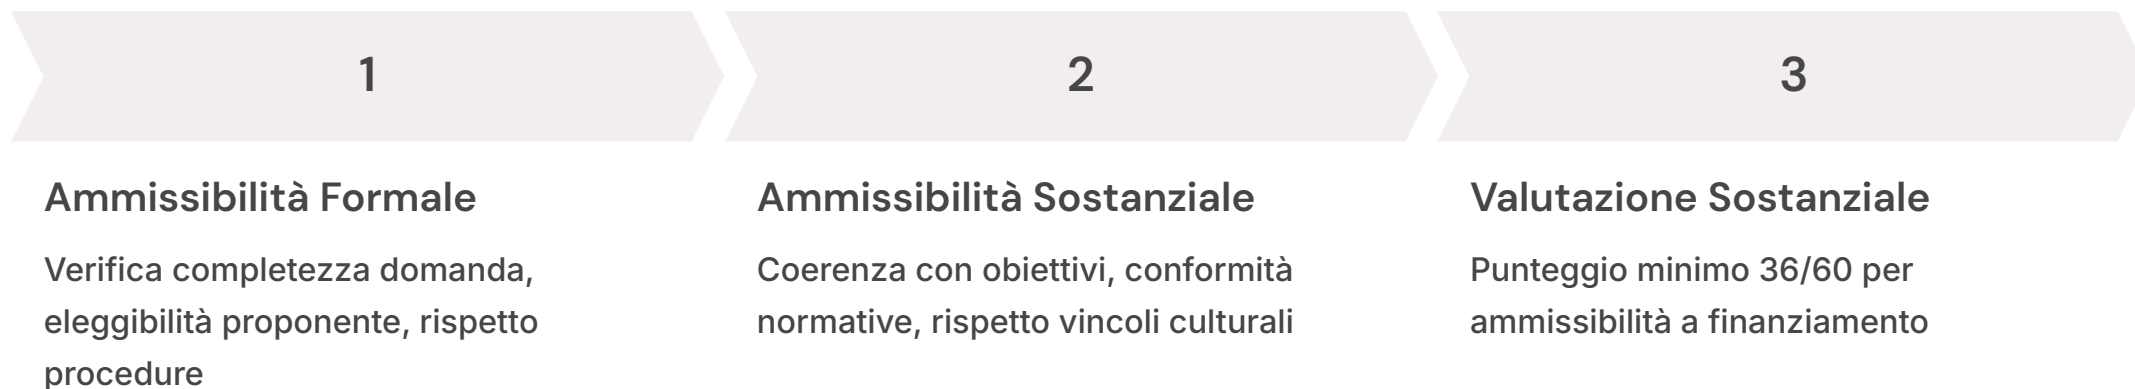 1
Ammissibilità Formale
Verifica completezza domanda,
eleggibilità proponente, rispetto
procedure
2
Ammissibilità Sostanziale
Coerenza con obiettivi, conformità
normative, rispetto vincoli culturali
3
Valutazione Sostanziale
Punteggio minimo 36/60 per
ammissibilità a finanziamento